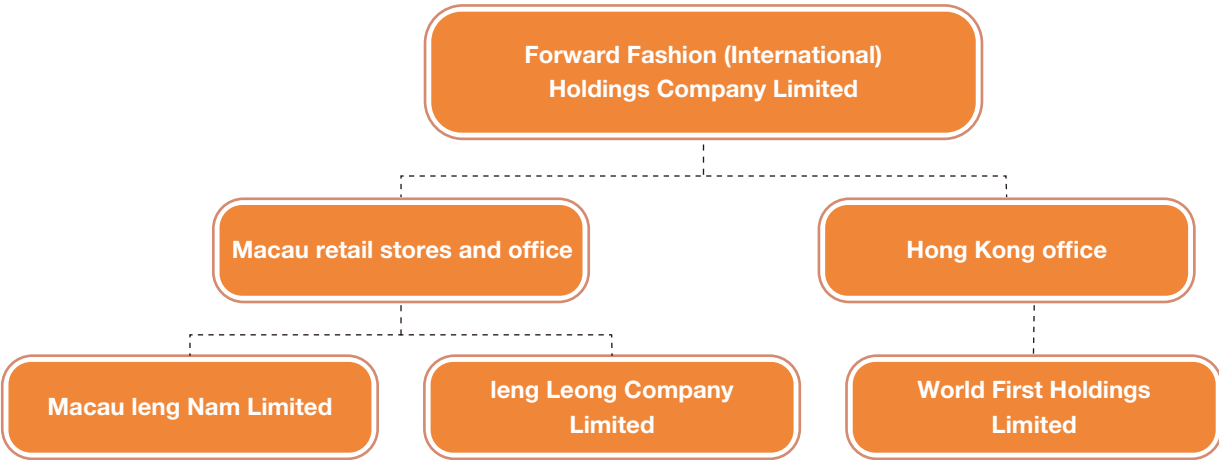 Forward Fashion (International)
Holdings Company Limited
Macau retail stores and office
Hong Kong office
Macau Ieng Nam Limited
Ieng Leong Company
Limited
World First Holdings
Limited